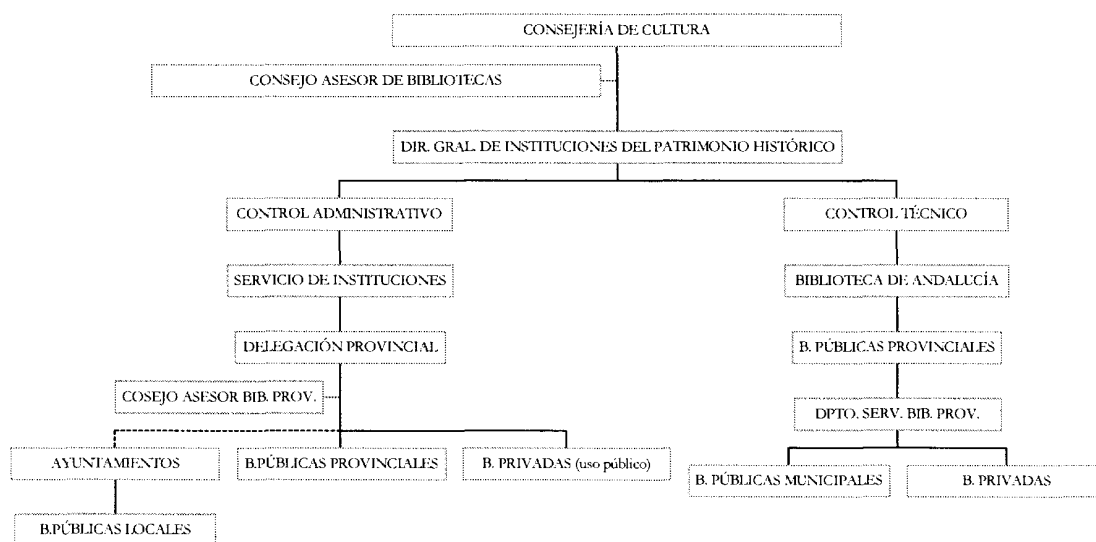 CONSEJERÍA DE CULTURA
CONSEJO ASESOR DE BIBLIOTECAS
DIR. GRAL. DE INSTITUCIONES DEL PATRIMONIO HISTÓRICO
CONTROL ADMINISTRATIVO
CONTROL TÉCNICO
SERVICIO DE INSTITUCIONES
BIBLIOTECA DE ANDALUCÍA
DELEGACIÓN PROVINCIAL
B. PÚBLICAS PROVINCIALES
COSEJO ASESOR BIB. PROV.
DPTO. SERV. BIB. PROV.
AYUNTAMIENTOS
B.PÚBLICAS PROVINCIALES
B. PRIVADAS (uso público)
B. PÚBLICAS MUNICIPALES
B. PRIVADAS
B.PÚBLICAS LOCALES